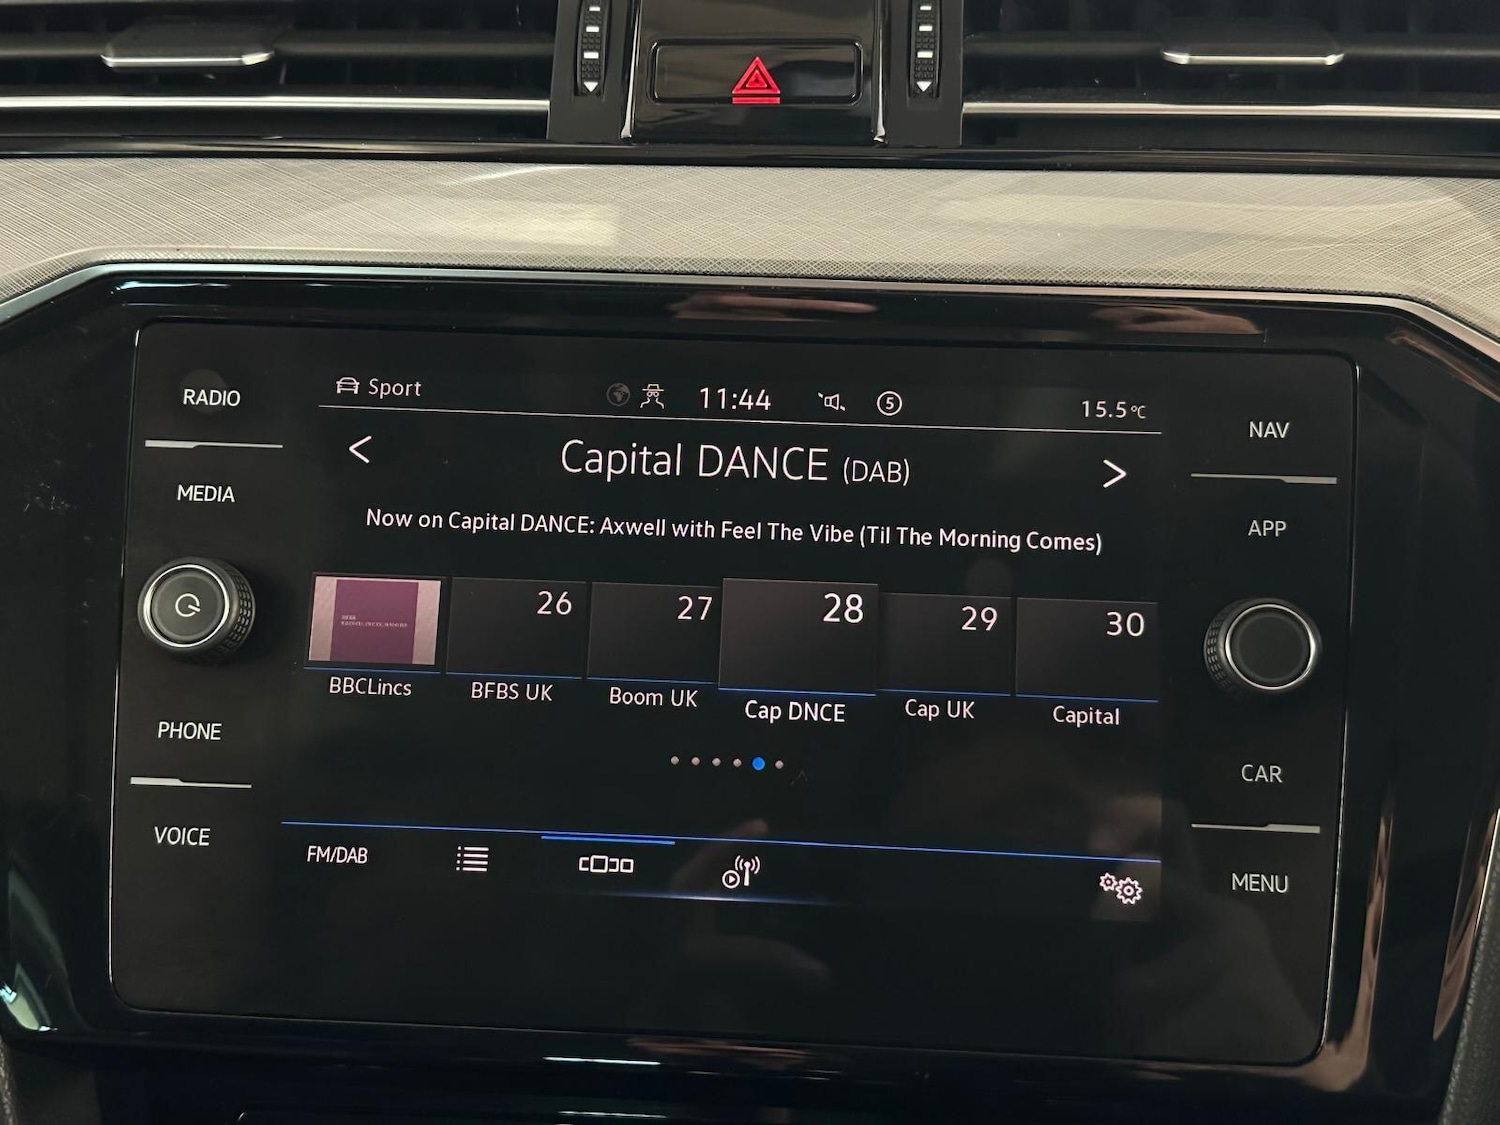 RADIO
MEDIA
PHONE
VOICE
Sport
11:44
5
15.5°C
Capital DANCE (DAB)
Now on Capital DANCE: Axwell with Feel The Vibe (Til The Morning Comes)
26
27
28
29
30
BBCLincs
BFBS UK
Boom UK
Cap DNCE
Cap UK
Capital
FM/DAB
NAV
APP
CAR
MENU